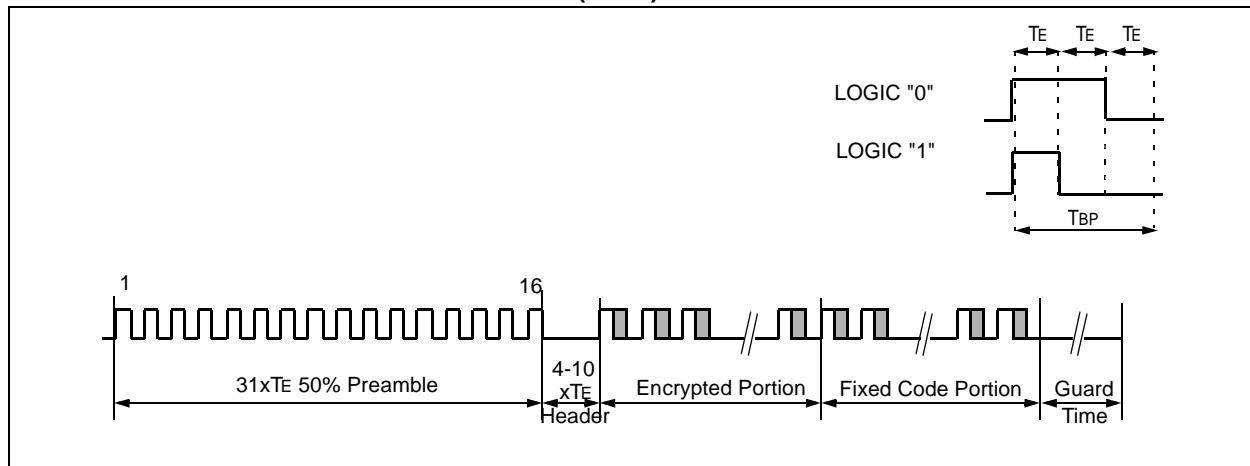 TE TE TE
LOGIC "0"
LOGIC "1"
TBP
1
16
31xTE 50% Preamble
4-10
xTE
Header
Encrypted Portion
Fixed Code Portion
Guard
Time